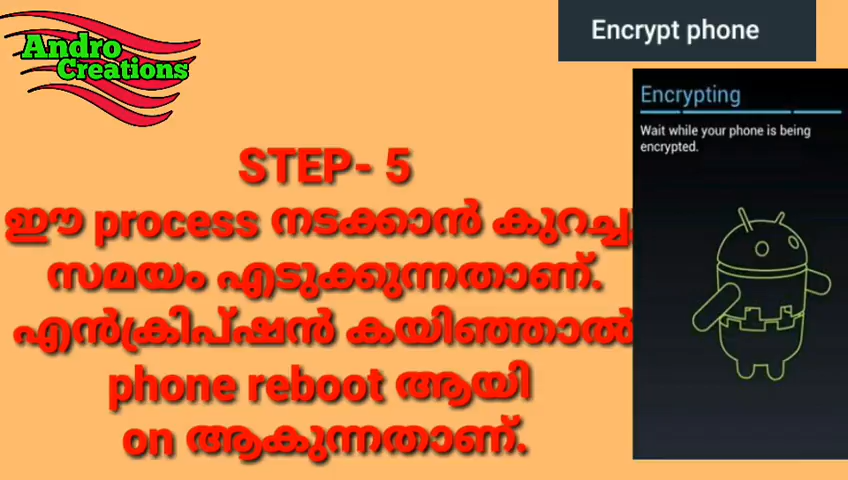 Andro
Creations
Encrypt phone
Encrypting
Wait while your phone is being
encrypted.
STEP- 5
ഈ process നടക്കാൻ കുറച്ചു
സമയം എടുക്കുന്നതാണ്.
എൻക്രിപ്ഷൻ കയിഞ്ഞാൽ
phone reboot ആയി
on ആകുന്നതാണ്.